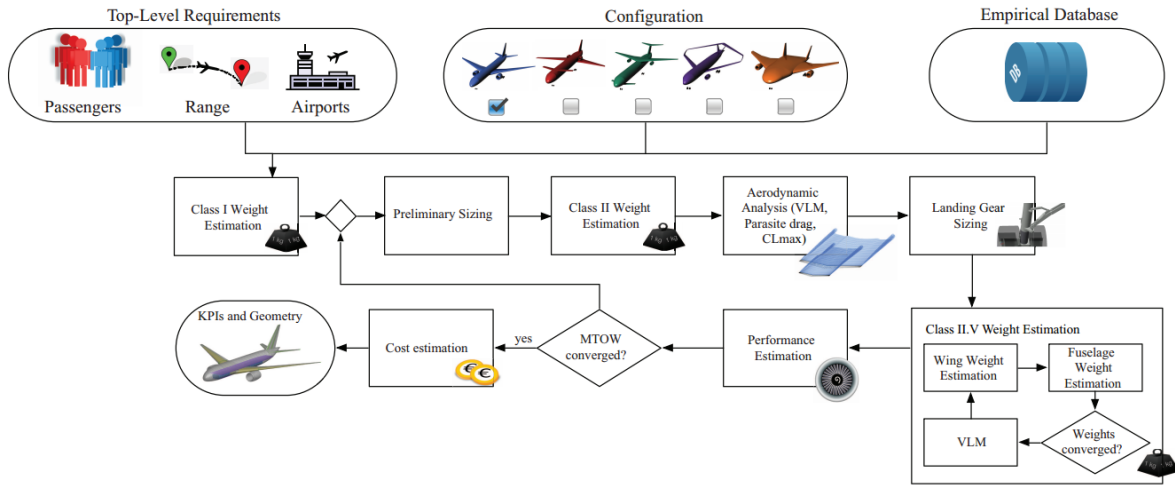 Top-Level Requirements
Configuration
Empirical Database
Passengers
Range
Airports
DB
Class I Weight
Estimation
Preliminary Sizing
Class II Weight
Estimation
Aerodynamic
Analysis (VLM,
Parasite drag,
CLmax)
Landing Gear
Sizing
KPIs and Geometry
Cost estimation
yes
MTOW
converged?
Performance
Estimation
Class II.V Weight Estimation
Wing Weight
Estimation
Fuselage
Weight
Estimation
VLM
Weights
converged?